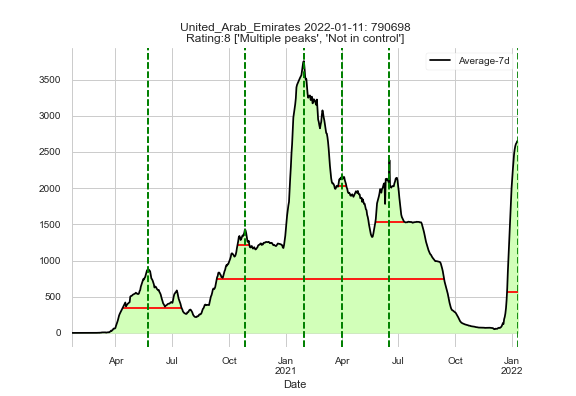 United_Arab_Emirates 2022-01-11: 790698
Rating:8 ['Multiple peaks', 'Not in control']
Average-7d
3500
3000
2500
2000
1500
1000
500
0
Apr Jul Oct Jan Apr Jul Oct Jan
2021 2022
Date